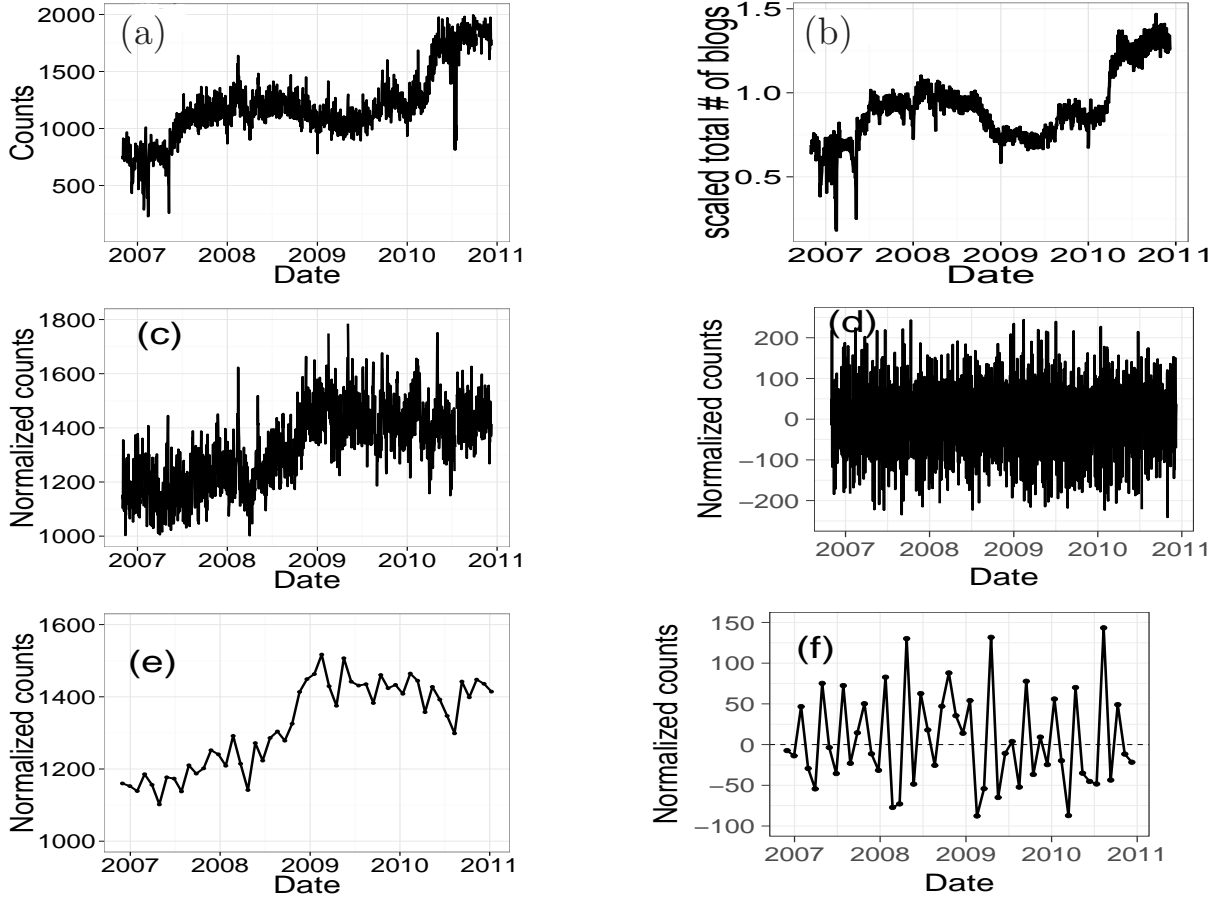 (a)
Counts
2000
1500
1000
500
2007 2008 2009 2010 2011
Date
(b)
scaled total # of blogs
1.5
1.0
0.5
2007 2008 2009 2010 2011
Date
(c)
Normalized counts
1800
1600
1400
1200
1000
2007 2008 2009 2010 2011
Date
(d)
Normalized counts
200
100
0
−100
−200
2007 2008 2009 2010 2011
Date
(e)
Normalized counts
1600
1400
1200
1000
2007 2008 2009 2010 2011
Date
(f)
Normalized counts
150
100
50
0
−50
−100
2007 2008 2009 2010 2011
Date